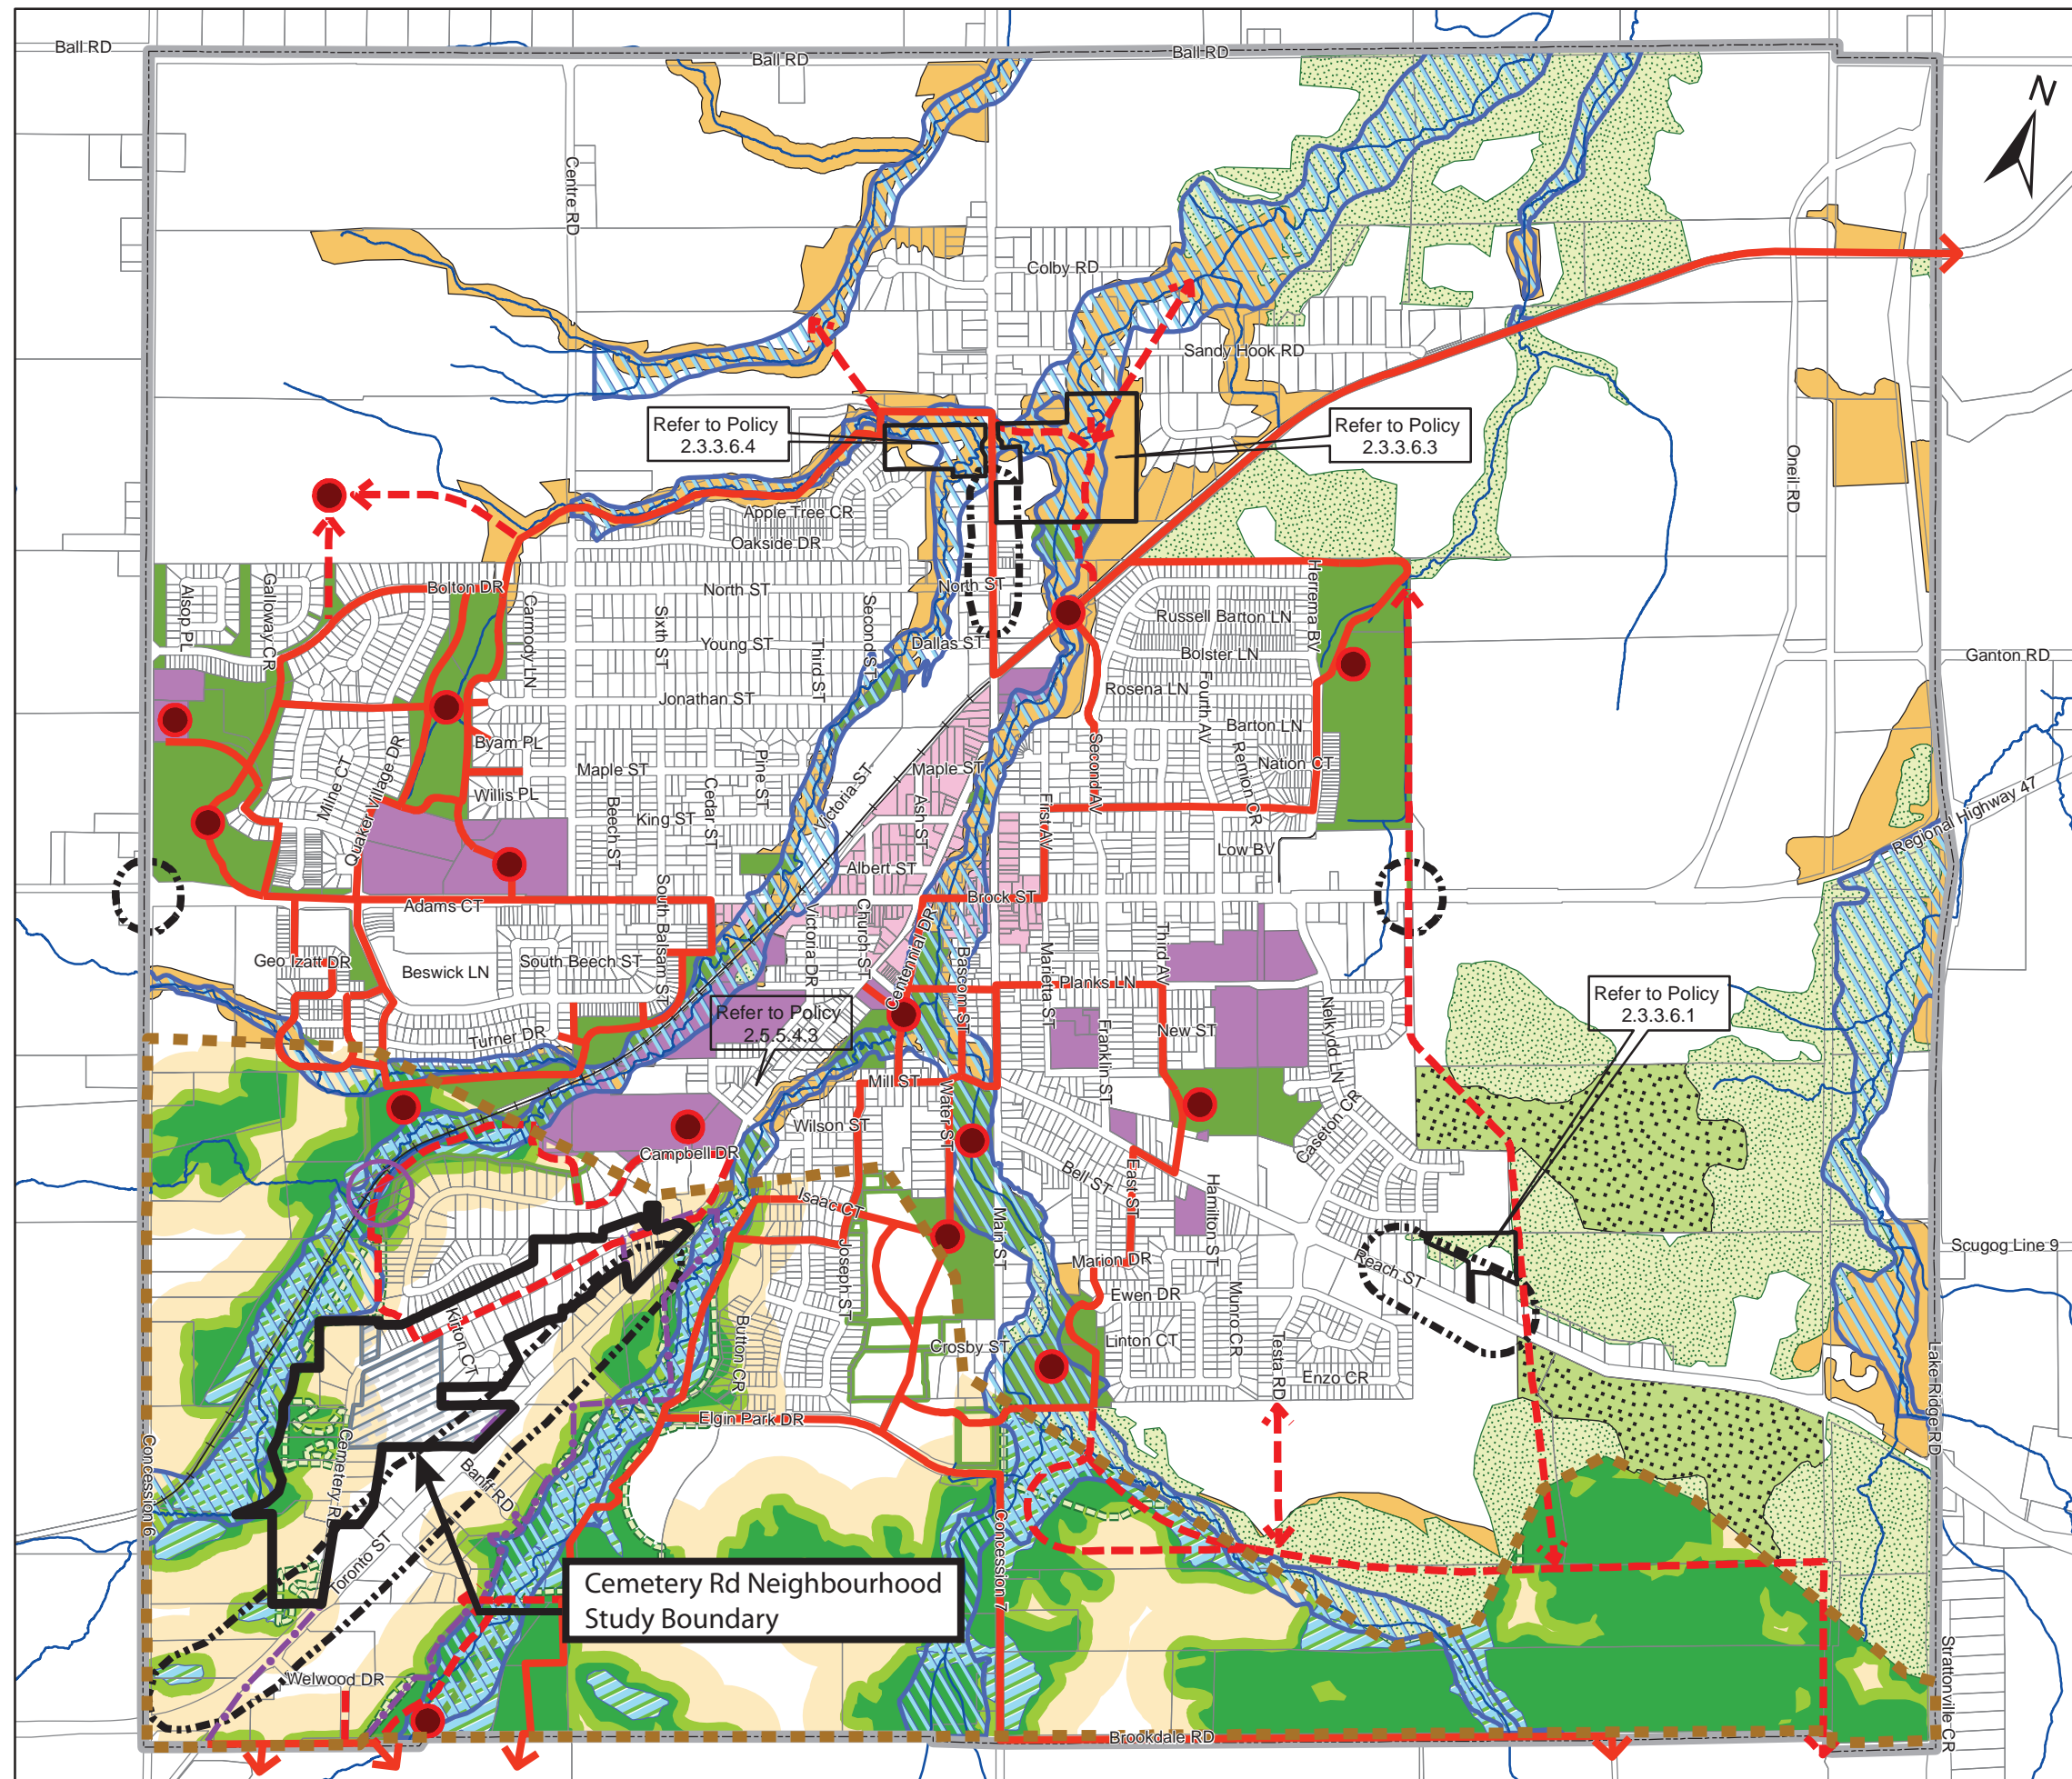 Ball RD
Ball RD
Ball RD
N
Centre RD
Colby RD
Sandy Hook RD
Refer to Policy
2.3.3.6.4
Refer to Policy
2.3.3.6.3
Oneil RD
Apple Tree CR
Oakside DR
Alsop PL
Galloway CR
Bolton DR
Carmody LN
North ST
North ST
Sixth ST
Second ST
Third ST
Young ST
Dallas ST
Jonathan ST
Herrema BV
Russell Barton LN
Bolster LN
Rosena LN
Fourth AV
Barton LN
Ganton RD
Byam PL
Milne CT
Quaker Village DR
Willis PL
Maple ST
Pine ST
Cedar ST
Beech ST
King ST
Victoria ST
Maple ST
Ash ST
Second AV
First AV
Remion CR
Nation CT
Regional Highway 47
Low BV
Albert ST
Brock ST
Adams CT
South Balsam ST
Victoria DR
Church ST
Centennial DR
Bascom ST
Marietta ST
Third AV
Geo Izatt DR
Beswick LN
South Beech ST
Planks LN
Turner DR
Refer to Policy
2.5.5.4.3
Franklin ST
New ST
Nelkydd LN
Refer to Policy
2.3.3.6.1
Mill ST
Water ST
Wilson ST
Caseton CR
Campbell DR
Bell ST
East ST
Hamilton ST
Isaac CT
Main ST
Joseph ST
Marion DR
Reach ST
Scugog Line 9
Ewen DR
Munro CR
Kirton CT
Button CR
Crosby ST
Linton CT
Testa RD
Enzo CR
Lake Ridge RD
Elgin Park DR
Concession 6
Cemetery RD
Banff RD
Toronto ST
Concession 7
Cemetery Rd Neighbourhood
Study Boundary
Welwood DR
Brookdale RD
Strattonville CR